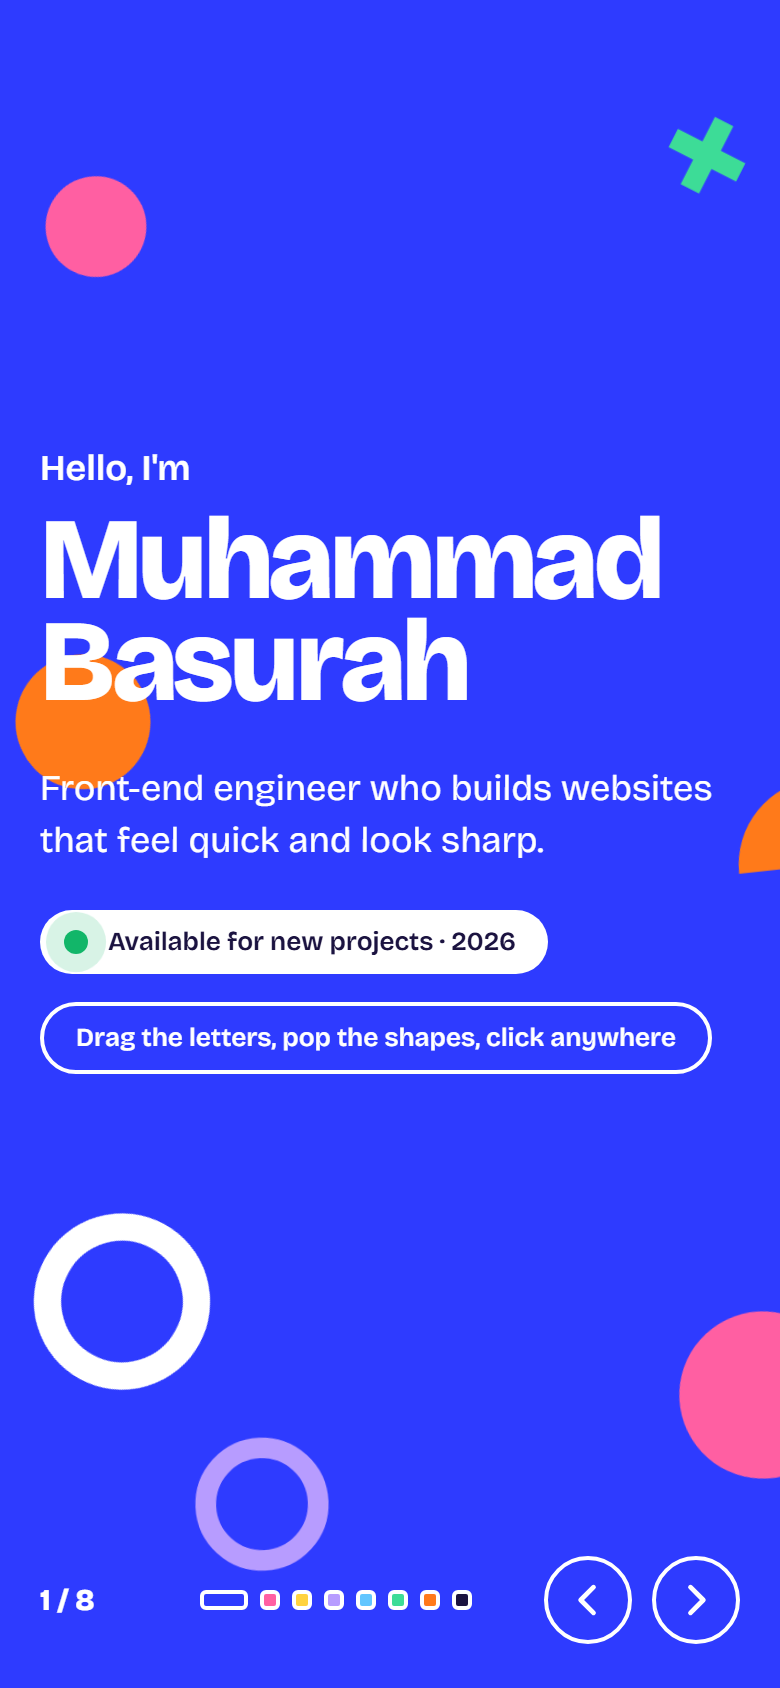 Hello, I'm
Muhammad
Basurah
Front-end engineer who builds websites
that feel quick and look sharp.
Available for new projects · 2026
Drag the letters, pop the shapes, click anywhere
1 / 8